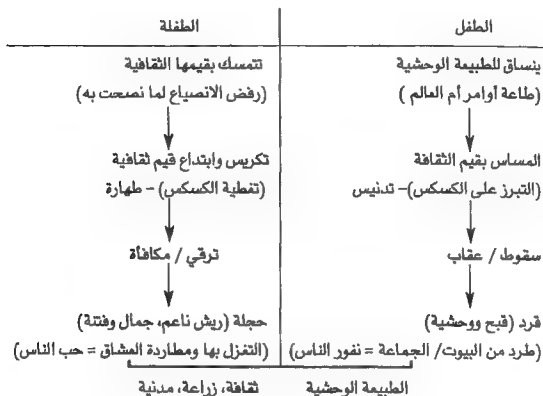 الطفل
ينساق للطبيعة الوحشية
(طاعة أوامر أم العالم )
المساس بقيم الثقافة
(التبرز على الكسكس)– تدنيس
سقوط / عقاب
قرد (قبح ووحشية)
(طرد من البيوت/ الجماعة = نفور الناس)
الطبيعة الوحشية
الطفلة
تتمسك بقيمها الثقافية
(رفض الانصياع لما نصحت به)
تكريس وابتداع قيم ثقافية
(تغطية الكسكس) – طهارة
ترقي / مكافأة
حجلة (ريش ناعم، جمال وفتنة)
(التغزل بها ومطاردة العشاق = حب الناس)
ثقافة، زراعة، مدنية